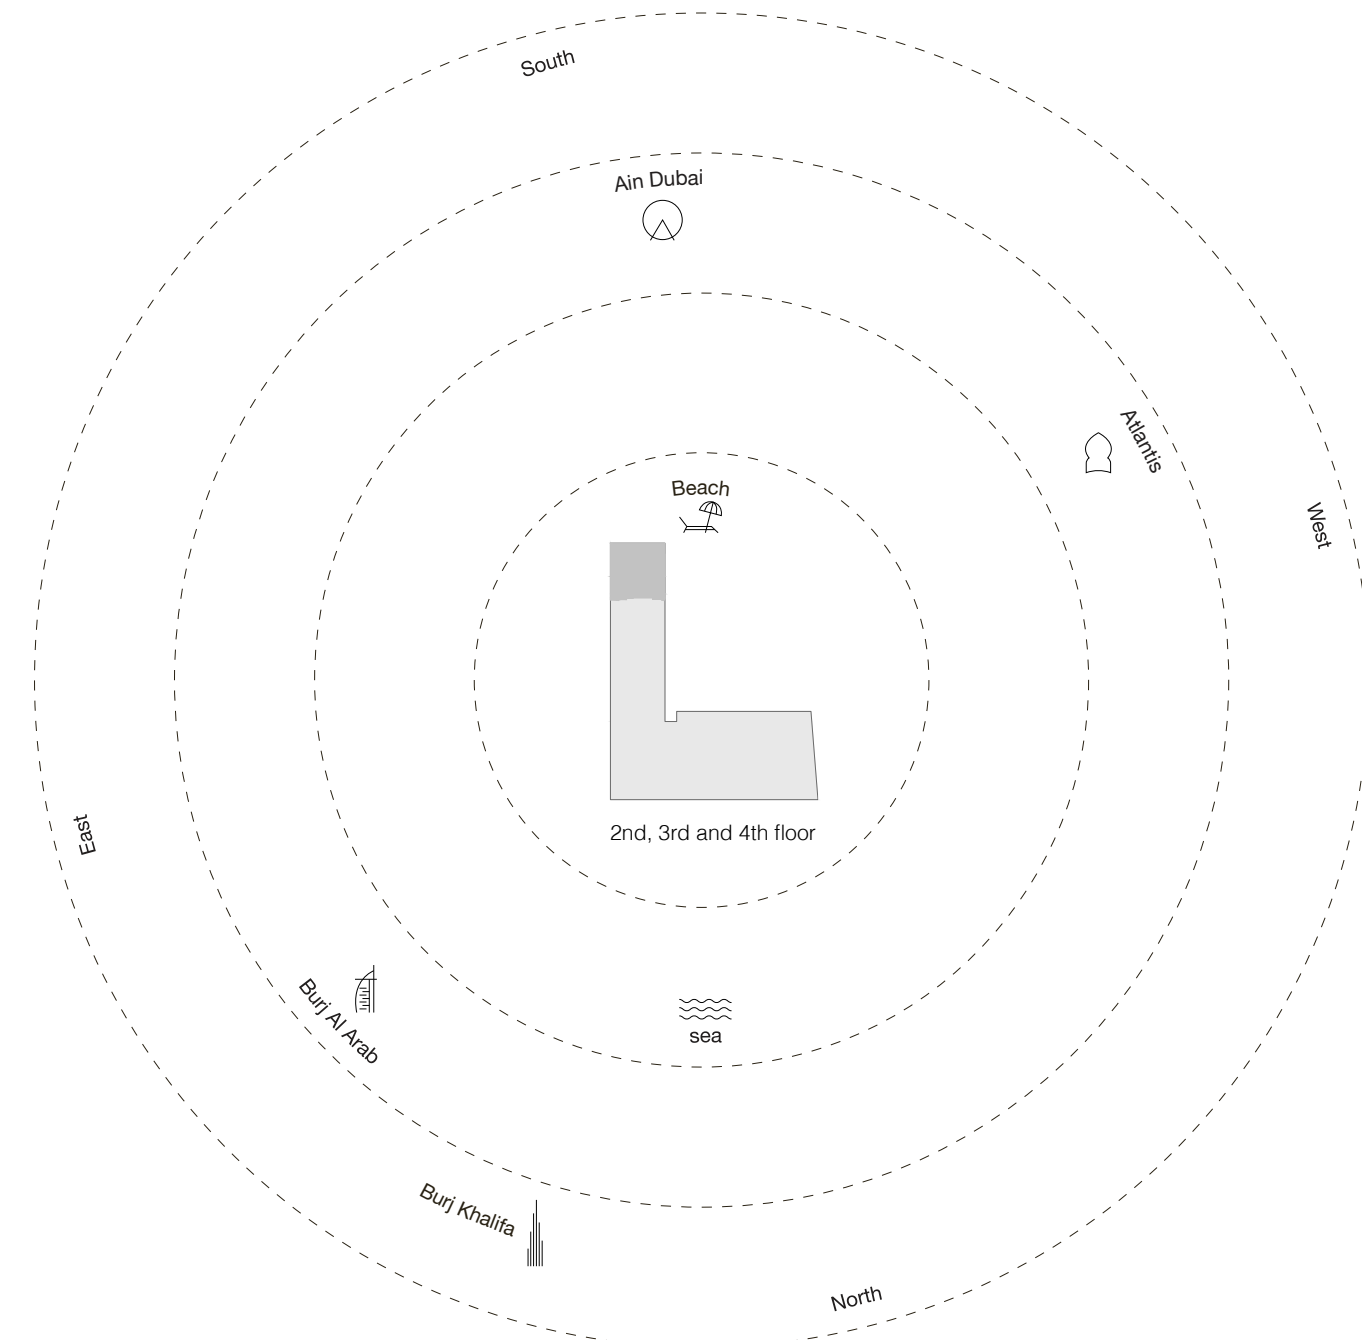 South
Ain Dubai
Atlantis
Beach
West
East
2nd, 3rd and 4th floor
Burj Al Arab
sea
Burj Khalifa
North